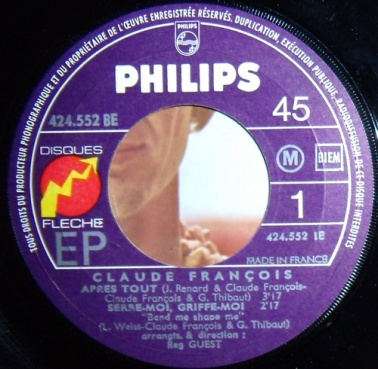 TOUS DROITS DU PRODUCTEUR PHONOGRAPHIQUE ET DU PROPRIÉTAIRE DE L'ŒUVRE ENREGISTRÉE RÉSERVÉS, DUPLICATION, EXÉCUTION PUBLIQUE, RADIODIFFUSION DE CE DISQUE INTERDITES
PHILIPS
PHILIPS
424.552 BE
45
DISQUES
FLECHE
EP
M
BIEM
1
424.552 1E
MADE IN FRANCE
CLAUDE FRANÇOIS
APRES TOUT (J. Renard & Claude François-
Claude François & G. Thibaut) 3'17
SERRE-MOI, GRIFFE-MOI 2'17
"Bend me shape me"
(L. Weiss-Claude François & G. Thibaut)
arrangts. & direction :
Reg GUEST